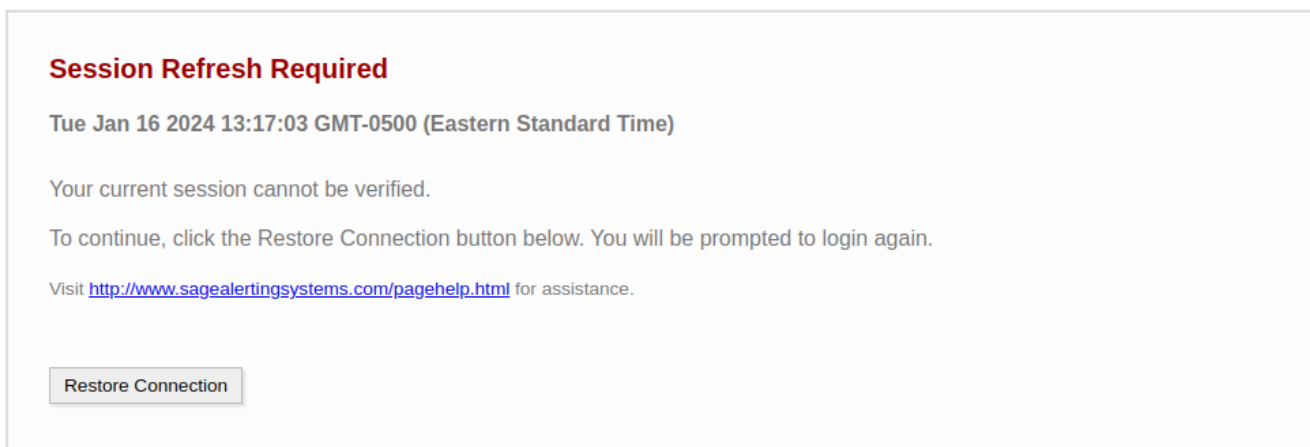 Session Refresh Required
Tue Jan 16 2024 13:17:03 GMT-0500 (Eastern Standard Time)
Your current session cannot be verified.
To continue, click the Restore Connection button below. You will be prompted to login again.
Visit http://www.sagealertingsystems.com/pagehelp.html for assistance.
Restore Connection